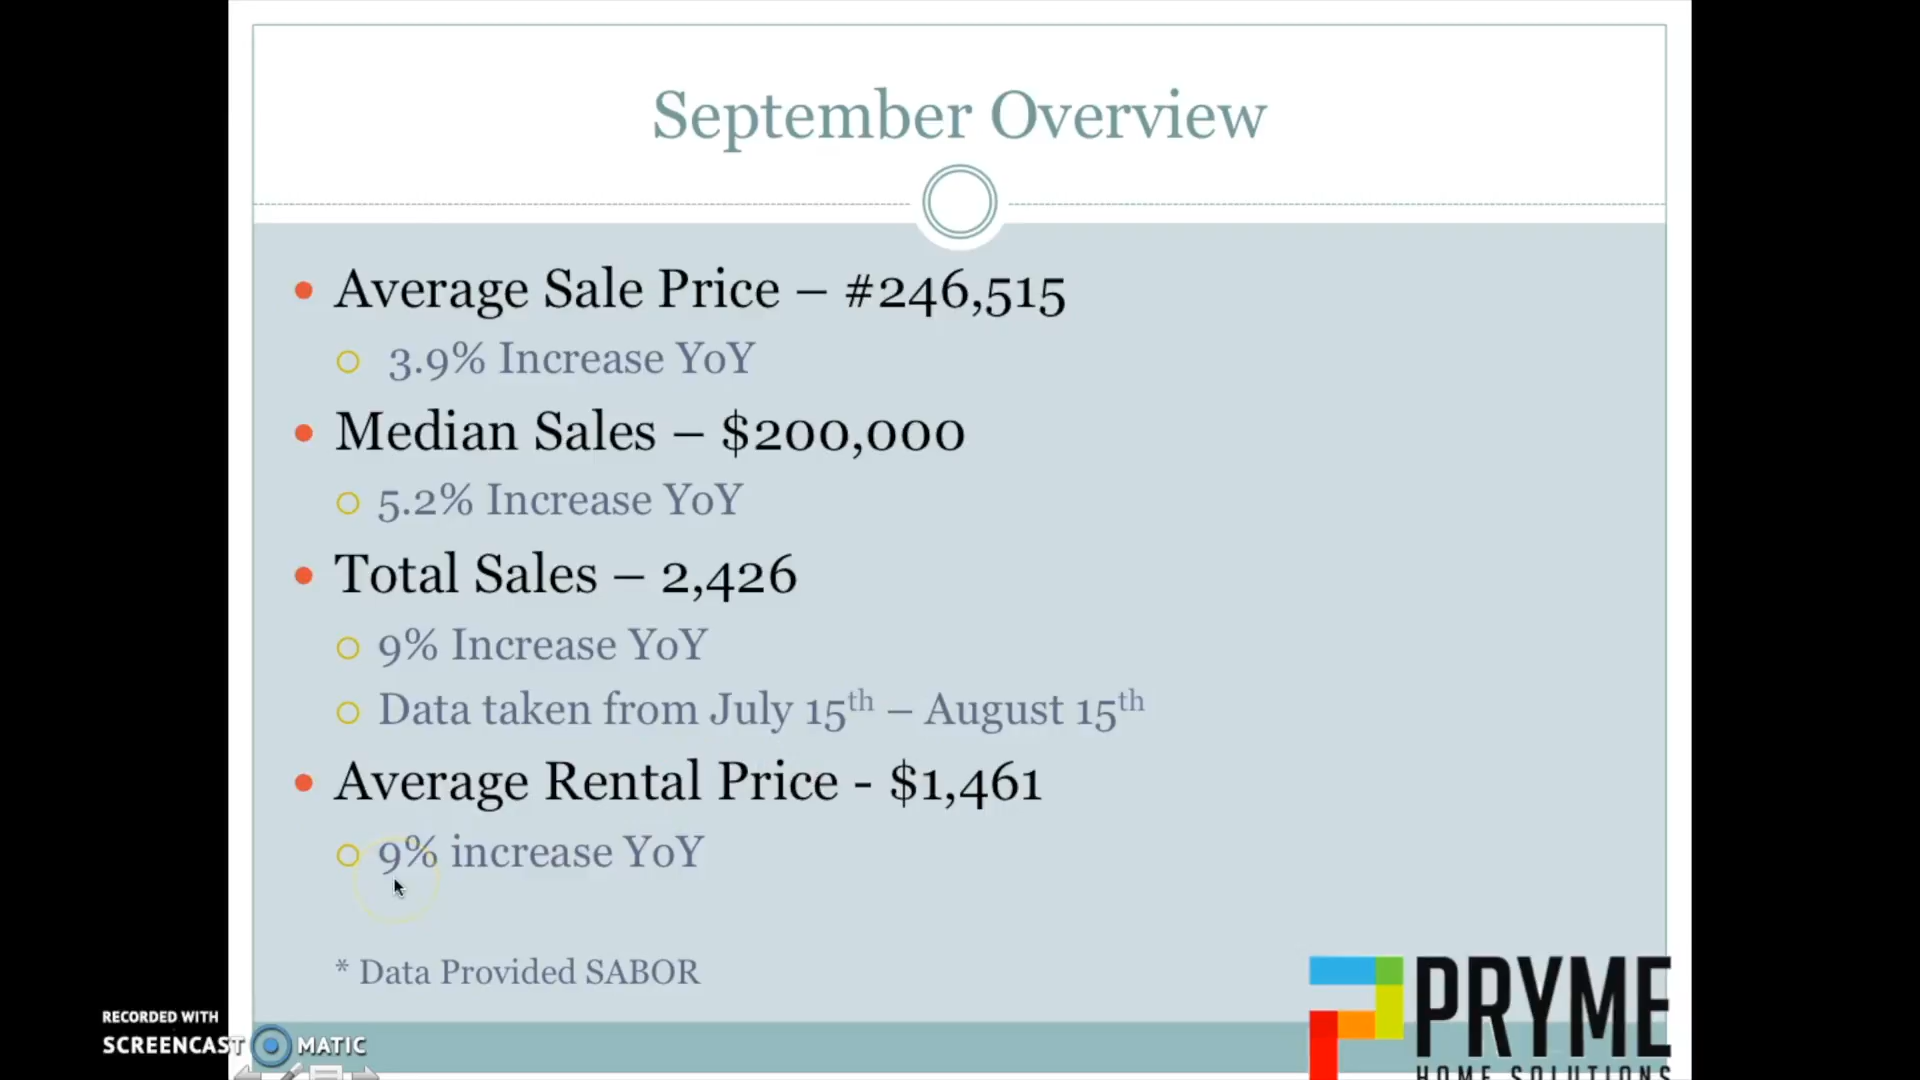 September Overview
Average Sale Price – #246,515
3.9% Increase YoY
Median Sales – $200,000
5.2% Increase YoY
Total Sales – 2,426
9% Increase YoY
Data taken from July 15th – August 15th
Average Rental Price - $1,461
9% increase YoY
* Data Provided SABOR
PRYME
HOME SOLUTIONS
RECORDED WITH
SCREENCAST MATIC